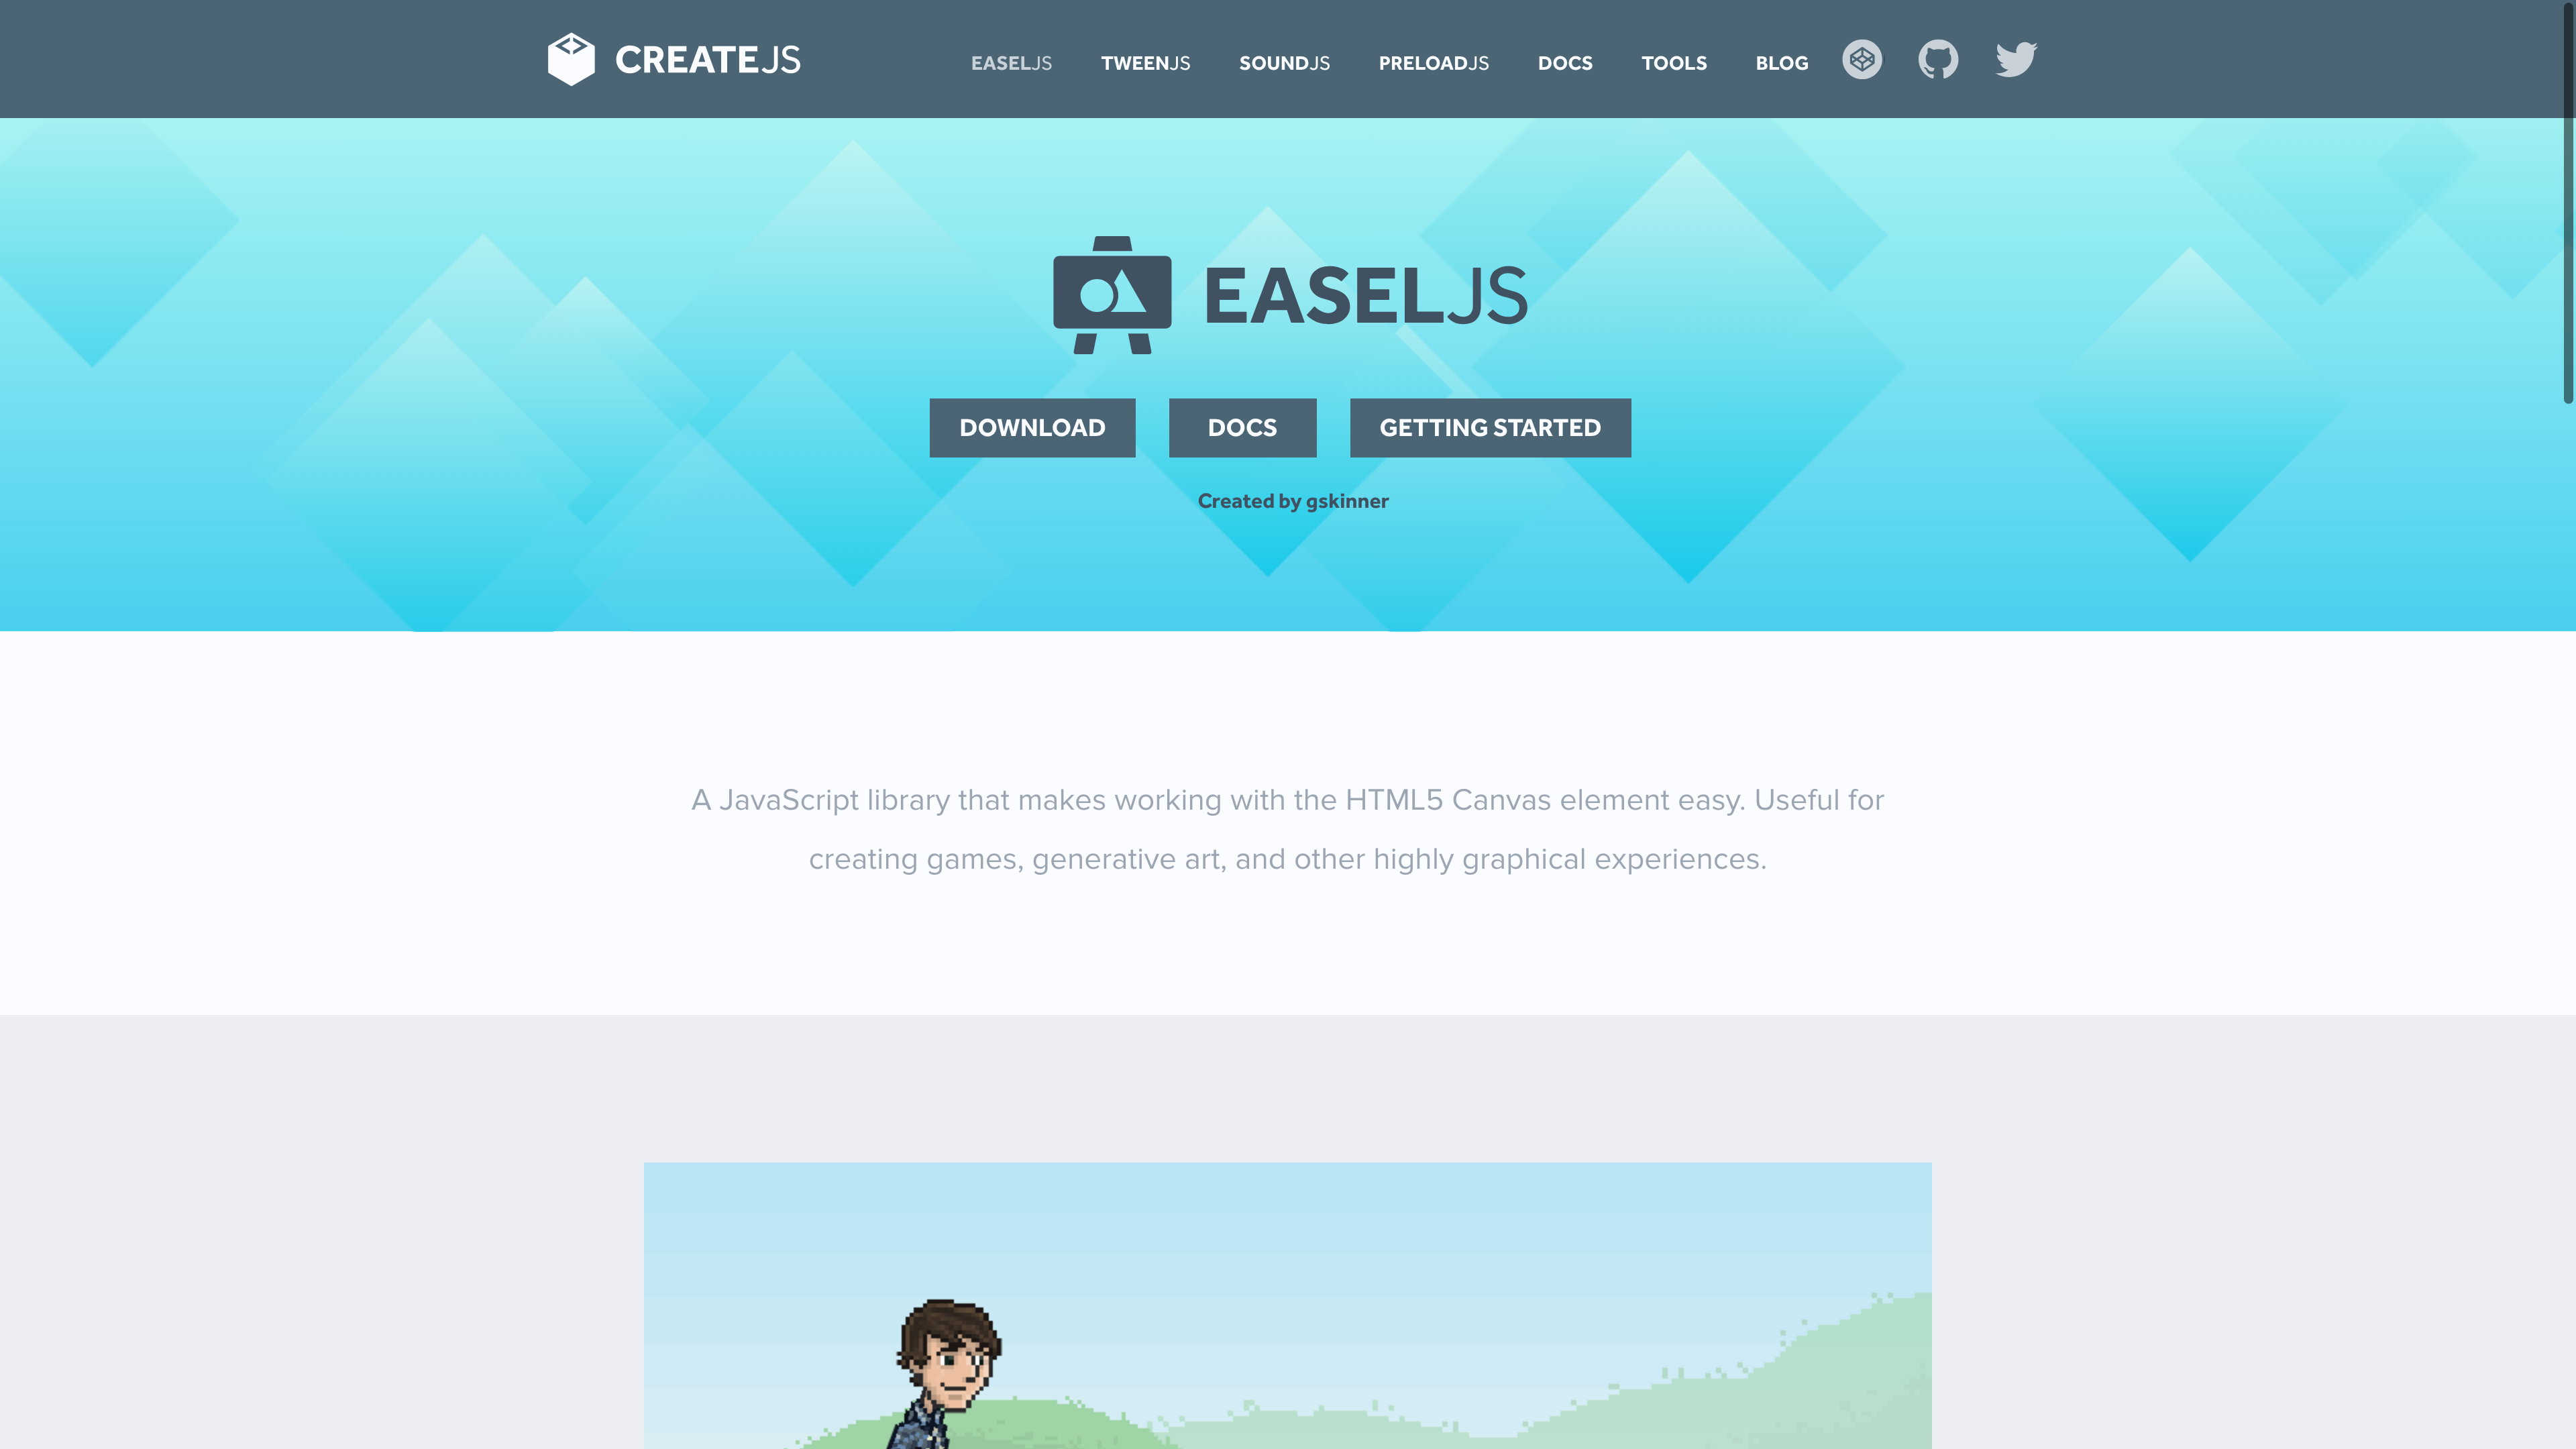 CREATEJS
EASELJS TWEENJS SOUNDJS PRELOADJS DOCS TOOLS BLOG
EASELJS
DOWNLOAD DOCS GETTING STARTED
Created by gskinner
A JavaScript library that makes working with the HTML5 Canvas element easy. Useful for
creating games, generative art, and other highly graphical experiences.